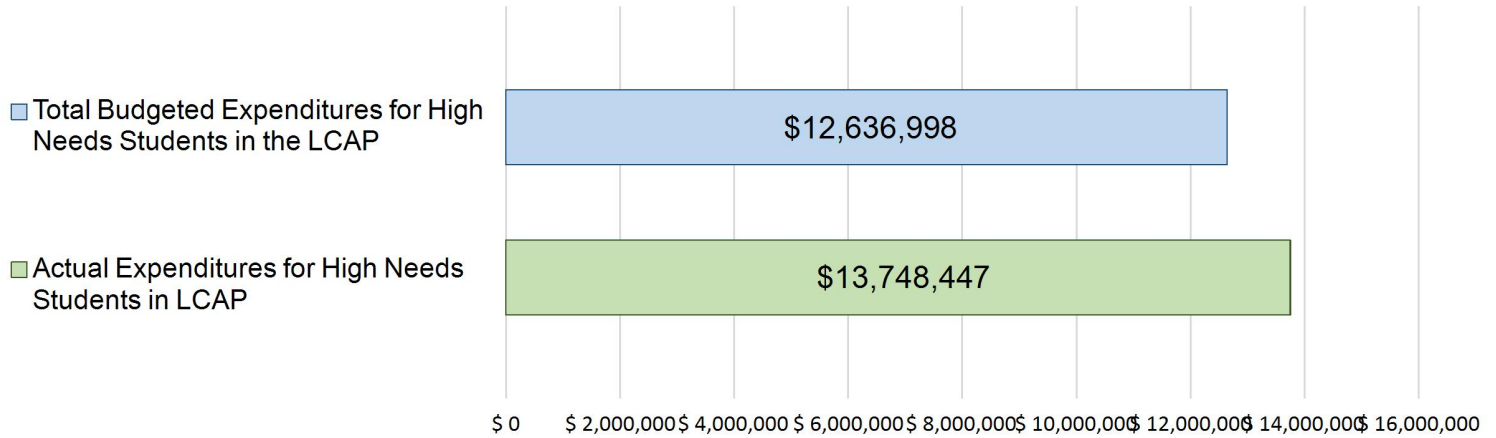 Total Budgeted Expenditures for High
Needs Students in the LCAP
$12,636,998
Actual Expenditures for High Needs
Students in LCAP
$13,748,447
$ 0 $ 2,000,000 $ 4,000,000 $ 6,000,000 $ 8,000,000 $ 10,000,000 $ 12,000,000 $ 14,000,000 $ 16,000,000